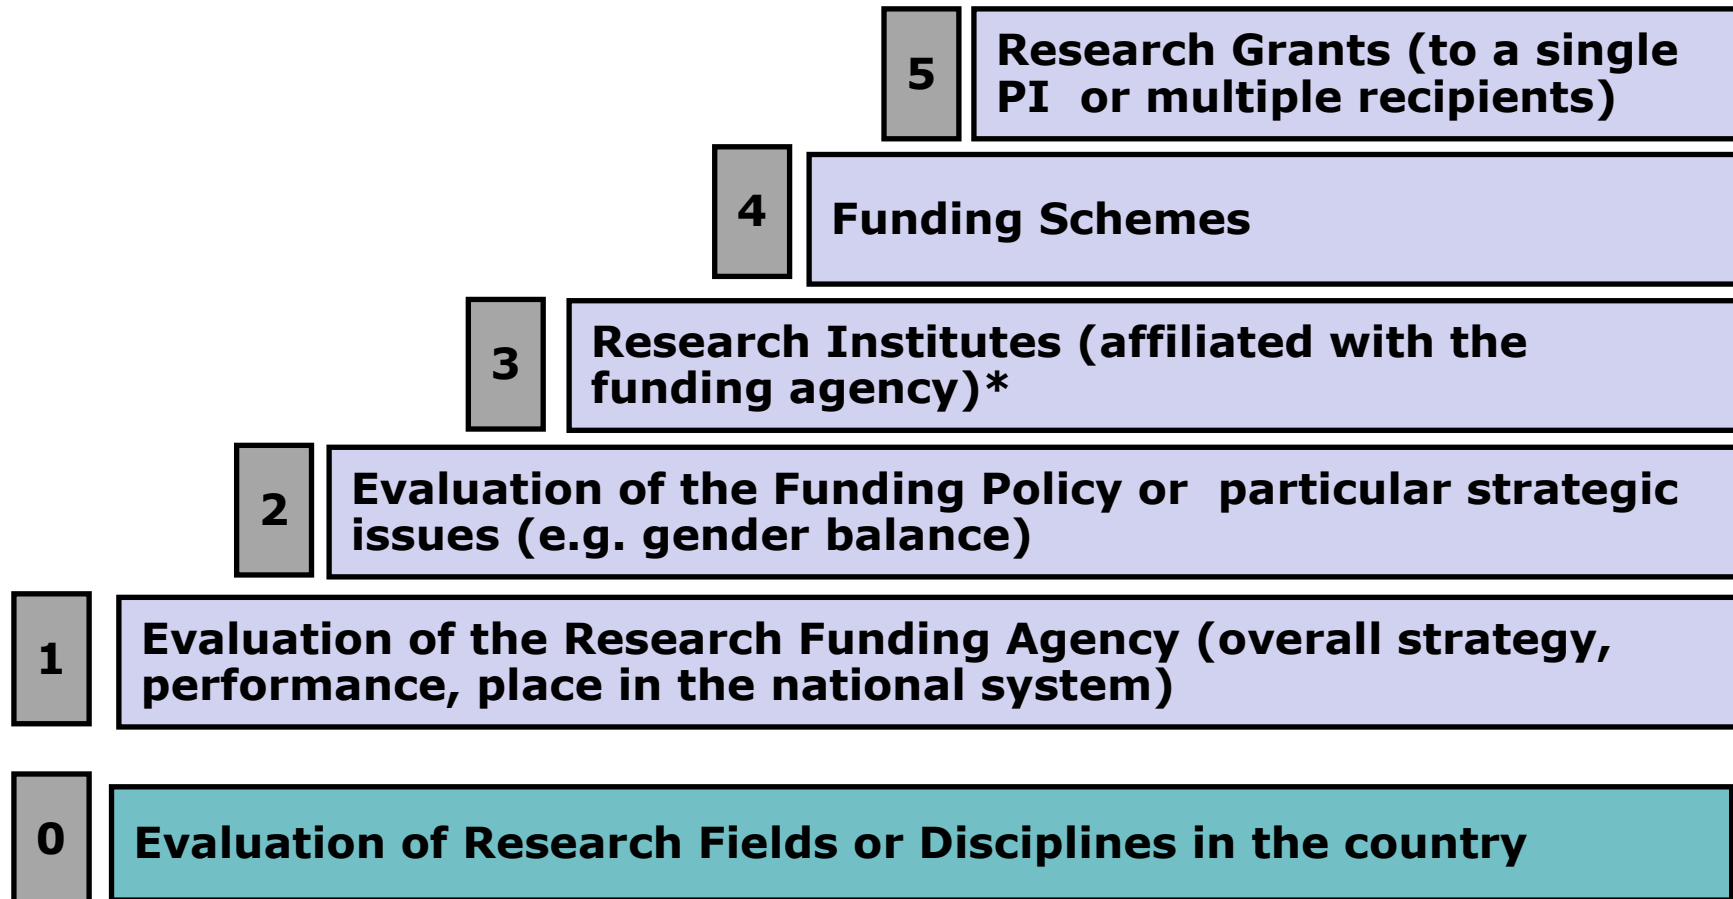 5
Research Grants (to a single
PI  or multiple recipients)
4
Funding Schemes
3
Research Institutes (affiliated with the
funding agency)*
2
Evaluation of the Funding Policy or  particular strategic
issues (e.g. gender balance)
1
Evaluation of the Research Funding Agency (overall strategy,
performance, place in the national system)
0
Evaluation of Research Fields or Disciplines in the country